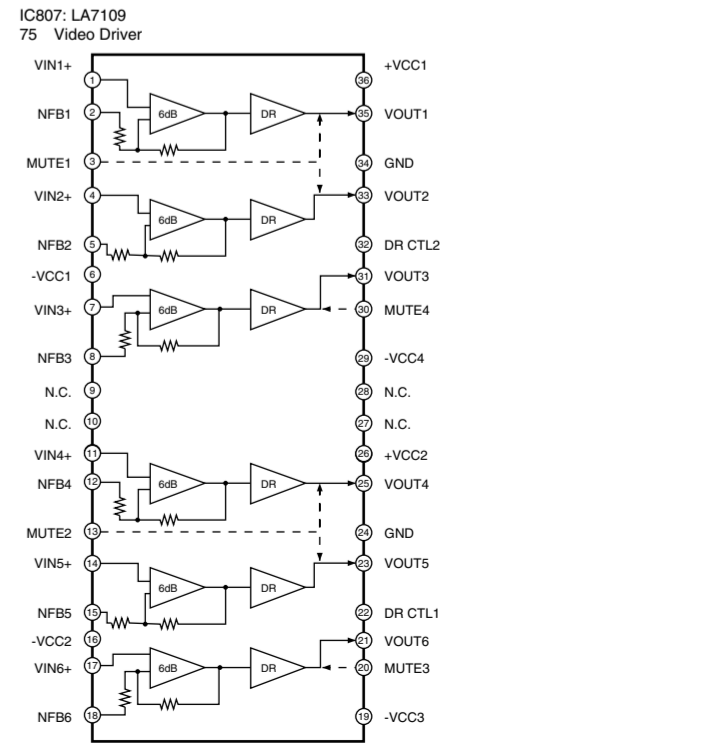 IC807: LA7109
75 Video Driver
VIN1+ 1 36 +VCC1
NFB1 2 6dB DR 35 VOUT1
MUTE1 3 34 GND
VIN2+ 4 33 VOUT2
6dB DR
NFB2 5 32 DR CTL2
-VCC1 6 31 VOUT3
VIN3+ 7 6dB DR 30 MUTE4
NFB3 8 29 -VCC4
N.C. 9 28 N.C.
N.C. 10 27 N.C.
VIN4+ 11 26 +VCC2
NFB4 12 6dB DR 25 VOUT4
MUTE2 13 24 GND
VIN5+ 14 23 VOUT5
6dB DR
NFB5 15 22 DR CTL1
-VCC2 16 21 VOUT6
VIN6+ 17 6dB DR 20 MUTE3
NFB6 18 19 -VCC3